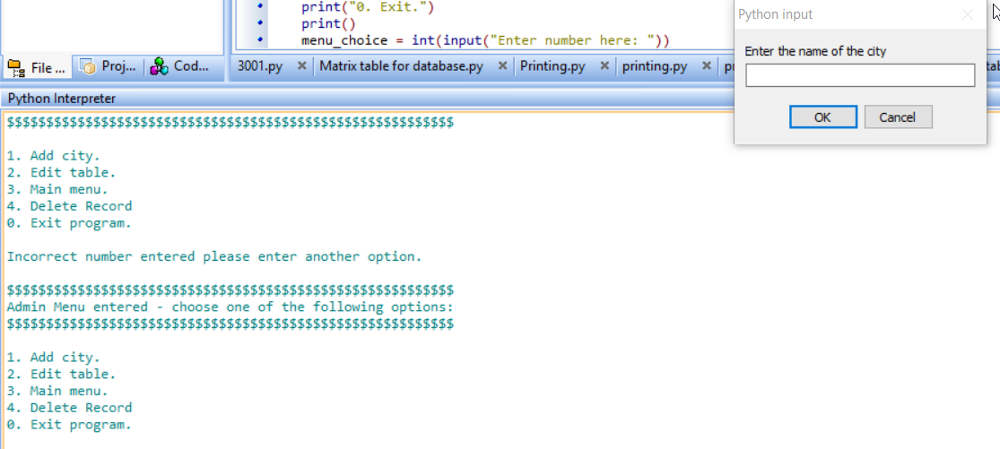 print("0. Exit.")
print()
menu_choice = int(input("Enter number here: "))
File ... Proj... Cod...
3001.py × Matrix table for database.py × Printing.py × printing.py ×
Python Interpreter
$$$$$$$$$$$$$$$$$$$$$$$$$$$$$$$$$$$$$$$$$$$$$$$$$$$$$$$$$
1. Add city.
2. Edit table.
3. Main menu.
4. Delete Record
0. Exit program.
Incorrect number entered please enter another option.
$$$$$$$$$$$$$$$$$$$$$$$$$$$$$$$$$$$$$$$$$$$$$$$$$$$$$$$$$
Admin Menu entered - choose one of the following options:
$$$$$$$$$$$$$$$$$$$$$$$$$$$$$$$$$$$$$$$$$$$$$$$$$$$$$$$$$
1. Add city.
2. Edit table.
3. Main menu.
4. Delete Record
0. Exit program.
Python input
Enter the name of the city
OK Cancel